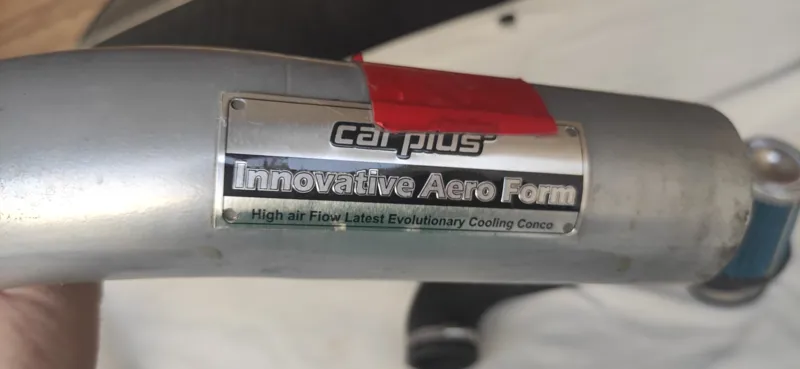 carplus
Innovative Aero Form
High air Flow Latest Evolutionary Cooling Conco